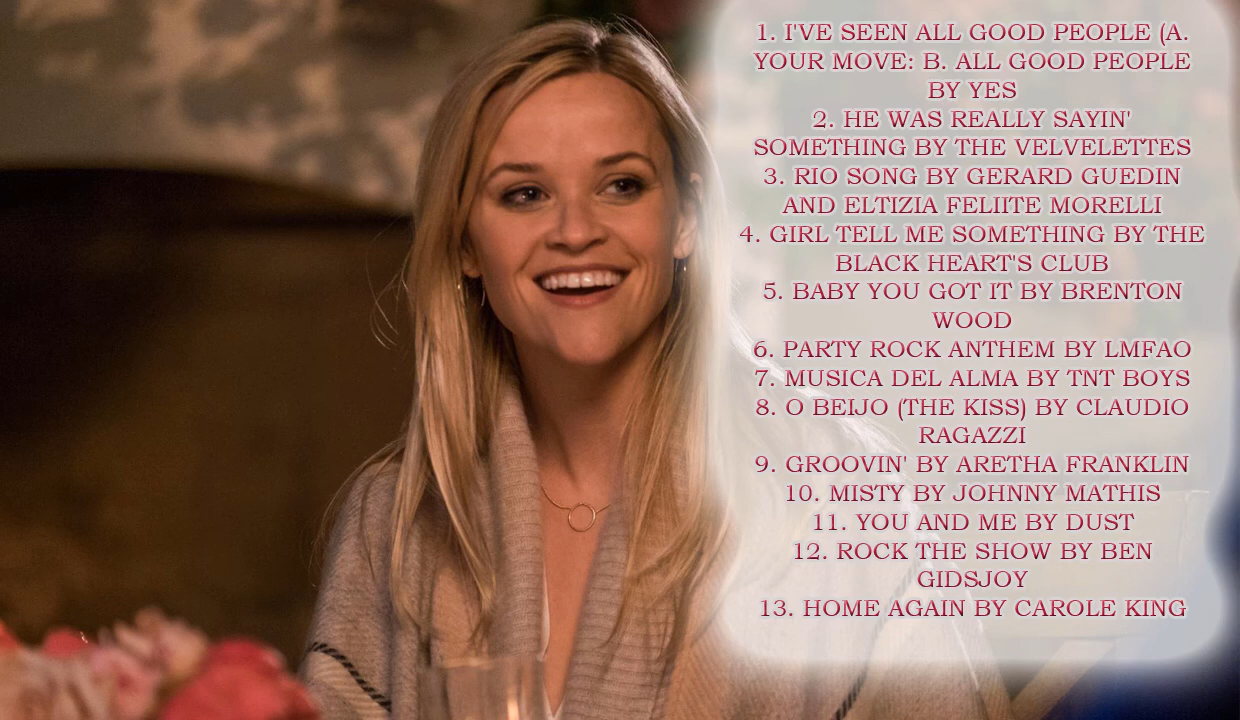 1. I'VE SEEN ALL GOOD PEOPLE (A.
YOUR MOVE: B. ALL GOOD PEOPLE
BY YES
2. HE WAS REALLY SAYIN'
SOMETHING BY THE VELVELETTES
3. RIO SONG BY GERARD GUEDIN
AND ELTIZIA FELIITE MORELLI
4. GIRL TELL ME SOMETHING BY THE
BLACK HEART'S CLUB
5. BABY YOU GOT IT BY BRENTON
WOOD
6. PARTY ROCK ANTHEM BY LMFAO
7. MUSICA DEL ALMA BY TNT BOYS
8. O BEIJO (THE KISS) BY CLAUDIO
RAGAZZI
9. GROOVIN' BY ARETHA FRANKLIN
10. MISTY BY JOHNNY MATHIS
11. YOU AND ME BY DUST
12. ROCK THE SHOW BY BEN
GIDSJOY
13. HOME AGAIN BY CAROLE KING